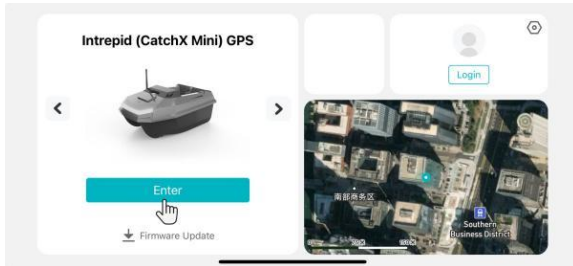 Intrepid (CatchX Mini) GPS
Login
Enter
Firmware Update
南部商务区
Southern
Business District